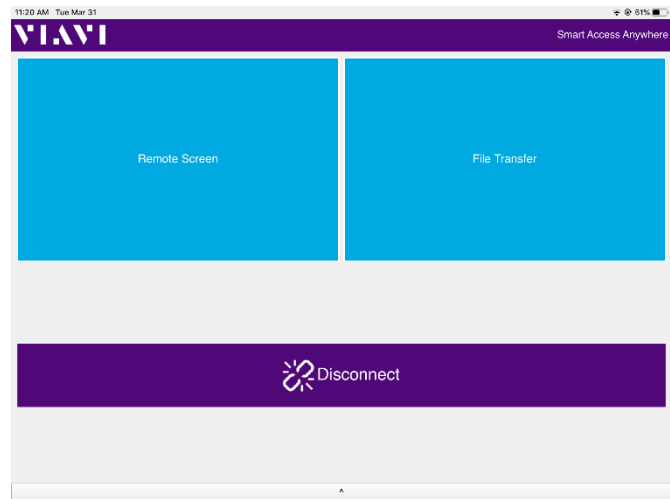 11:20 AM Tue Mar 31
61%
VIAVI
Smart Access Anywhere
Remote Screen
File Transfer
Disconnect